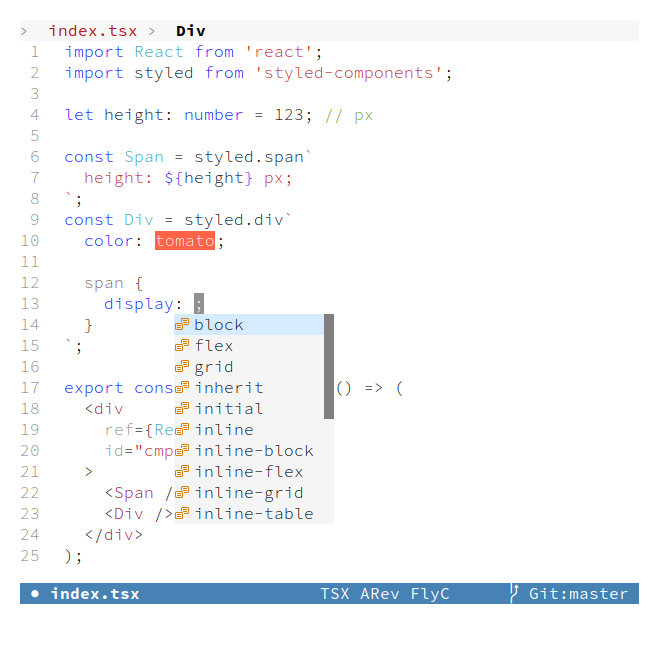 > index.tsx > Div
1 import React from 'react';
2 import styled from 'styled-components';
3
4 let height: number = 123; // px
5
6 const Span = styled.span`
7   height: ${height} px;
8 `;
9 const Div = styled.div`
10   color: tomato;
11
12   span {
13     display: ;
14   } block
15 `; flex
16 grid
17 export cons inherit () => (
18   <div initial
19     ref={Re inline
20     id="cmp inline-block
21   > inline-flex
22     <Span / inline-grid
23     <Div /> inline-table
24   </div>
25 );
● index.tsx TSX ARev FlyC Git:master